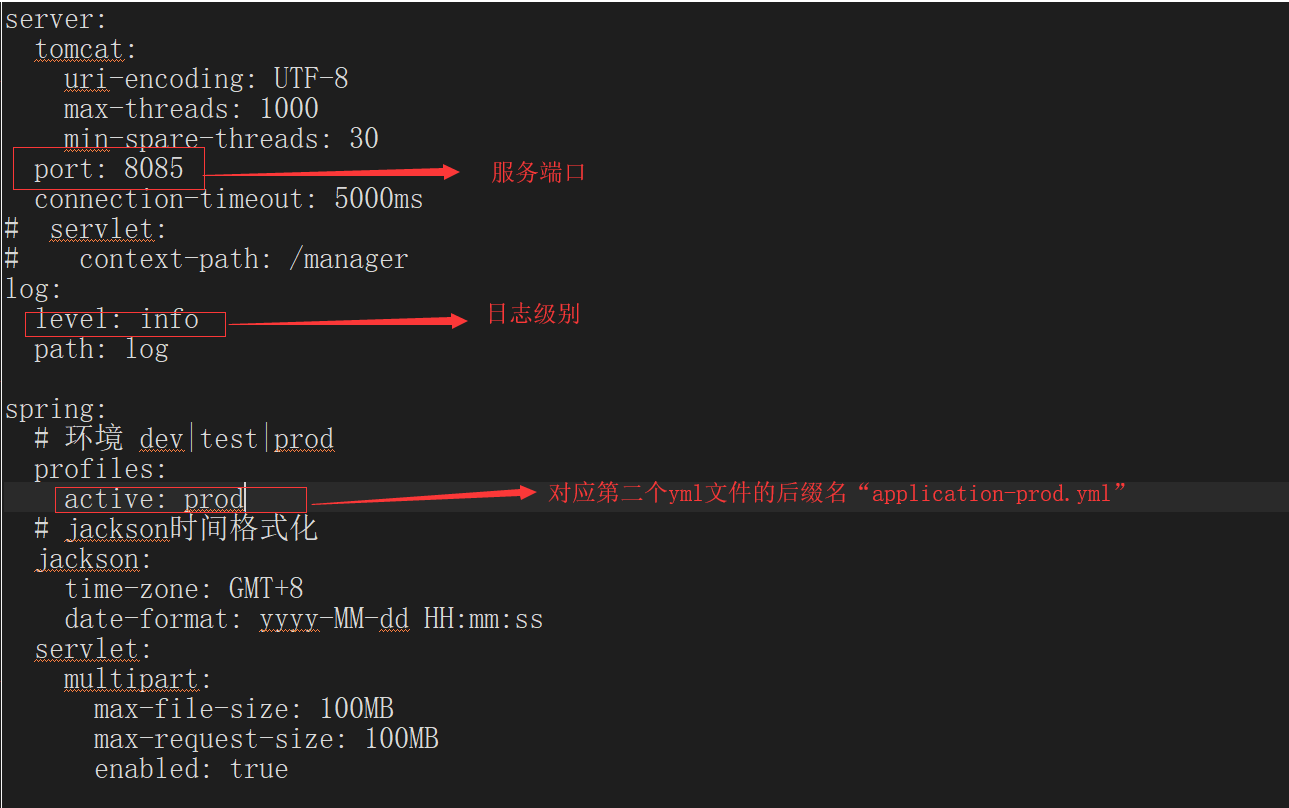 server:
  tomcat:
    uri-encoding: UTF-8
    max-threads: 1000
    min-spare-threads: 30
  port: 8085 服务端口
  connection-timeout: 5000ms
#  servlet:
#    context-path: /manager
log:
  level: info 日志级别
  path: log
spring:
  # 环境 dev|test|prod
  profiles:
    active: prod 对应第二个yml文件的后缀名“application-prod.yml”
  # jackson时间格式化
  jackson:
    time-zone: GMT+8
    date-format: yyyy-MM-dd HH:mm:ss
  servlet:
    multipart:
      max-file-size: 100MB
      max-request-size: 100MB
      enabled: true